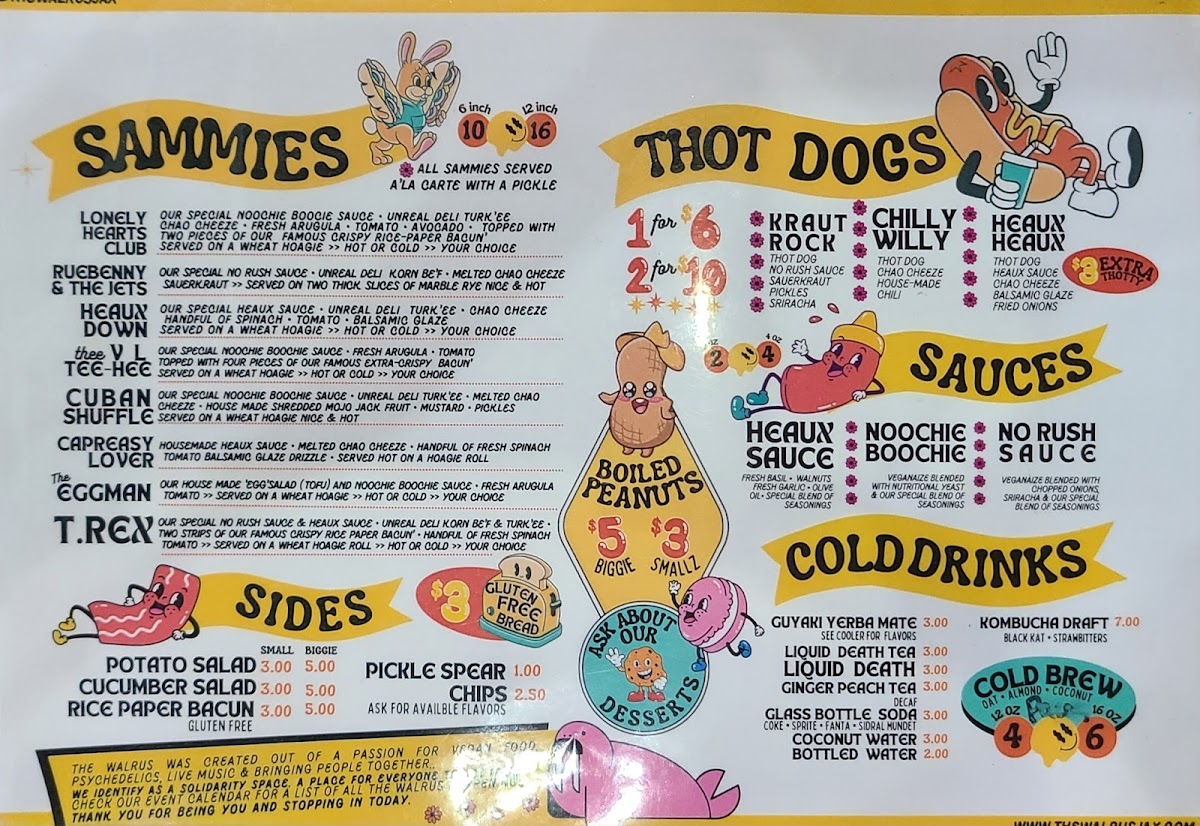 SAMMIES
6 inch 12 inch
10 16
ALL SAMMIES SERVED
A'LA CARTE WITH A PICKLE
LONELY HEARTS CLUB
OUR SPECIAL NOOCHIE BOOCIE SAUCE • UNREAL DELI TURK'EE
CHAO CHEEZE • FRESH ARUGULA • TOMATO • AVOCADO • TOPPED WITH
TWO PIECES OF OUR FAMOUS CRISPY RICE-PAPER BACUN'
SERVED ON A WHEAT HOAGIE >> HOT OR COLD >> YOUR CHOICE
RUEBENNY & THE JETS
OUR SPECIAL NO RUSH SAUCE • UNREAL DELI KORN BE'F • MELTED CHAO CHEEZE
SAUERKRAUT >> SERVED ON TWO THICK SLICES OF MARBLE RYE NICE & HOT
HEAUX DOWN
OUR SPECIAL HEAUX SAUCE • UNREAL DELI TURK'EE • CHAO CHEEZE
HANDFUL OF SPINACH • TOMATO • BALSAMIC GLAZE
SERVED ON A WHEAT HOAGIE >> HOT OR COLD >> YOUR CHOICE
thee V L TEE-HEE
OUR SPECIAL NOOCHIE BOOCHIE SAUCE • FRESH ARUGULA • TOMATO
TOPPED WITH FOUR PIECES OF OUR FAMOUS EXTRA-CRISPY BACUN'
SERVED ON A WHEAT HOAGIE >> HOT OR COLD >> YOUR CHOICE
CUBAN SHUFFLE
OUR SPECIAL NOOCHIE BOOCHIE SAUCE • UNREAL DELI TURK'EE • MELTED CHAO
CHEEZE • HOUSE MADE SHREDDED MOJO JACK FRUIT • MUSTARD • PICKLES
SERVED ON A WHEAT HOAGIE NICE & HOT
CAPREASY LOVER
HOUSEMADE HEAUX SAUCE • MELTED CHAO CHEEZE • HANDFUL OF FRESH SPINACH
TOMATO BALSAMIC GLAZE DRIZZLE • SERVED HOT ON A HOAGIE ROLL
The EGGMAN
OUR HOUSE MADE 'EGG'SALAD (TOFU) AND NOOCHIE BOOCHIE SAUCE • FRESH ARUGULA
TOMATO >> SERVED ON A WHEAT HOAGIE >> HOT OR COLD >> YOUR CHOICE
T.REX
OUR SPECIAL NO RUSH SAUCE & HEAUX SAUCE • UNREAL DELI KORN BE'F & TURK'EE •
TWO STRIPS OF OUR FAMOUS CRISPY RICE PAPER BACUN' • HANDFUL OF FRESH SPINACH
TOMATO >> SERVED ON A WHEAT HOAGIE ROLL >> HOT OR COLD >> YOUR CHOICE
SIDES
$3 GLUTEN FREE BREAD
SMALL BIGGIE
POTATO SALAD 3.00 5.00
CUCUMBER SALAD 3.00 5.00
RICE PAPER BACUN 3.00 5.00
GLUTEN FREE
PICKLE SPEAR 1.00
CHIPS 2.50
ASK FOR AVAILBLE FLAVORS
THE WALRUS WAS CREATED OUT OF A PASSION FOR VEGAN FOOD,
PSYCHEDELICS, LIVE MUSIC & BRINGING PEOPLE TOGETHER..
WE IDENTIFY AS A SOLIDARITY SPACE, A PLACE FOR EVERYONE
CHECK OUR EVENT CALENDAR FOR A LIST OF ALL THE WALRUS
THANK YOU FOR BEING YOU AND STOPPING IN TODAY.
THOT DOGS
1 for $6
2 for $10
KRAUT ROCK
THOT DOG
NO RUSH SAUCE
SAUERKRAUT
PICKLES
SRIRACHA
CHILLY WILLY
THOT DOG
CHAO CHEEZE
HOUSE-MADE
CHILI
HEAUX HEAUX
THOT DOG
HEAUX SAUCE
CHAO CHEEZE
BALSAMIC GLAZE
FRIED ONIONS
$3 EXTRA THOTTY
2 4
4 OZ
SAUCES
HEAUX SAUCE
FRESH BASIL • WALNUTS
FRESH GARLIC • OLIVE
OIL • SPECIAL BLEND OF
SEASONINGS
NOOCHIE BOOCHIE
VEGANAIZE BLENDED
WITH NUTRITIONAL YEAST
& OUR SPECIAL BLEND OF
SEASONINGS
NO RUSH SAUCE
VEGANAIZE BLENDED WITH
CHOPPED ONIONS,
SRIRACHA & OUR SPECIAL
BLEND OF SEASONINGS
BOILED PEANUTS
$5 $3
BIGGIE SMALLZ
ASK ABOUT OUR DESSERTS
COLD DRINKS
GUYAKI YERBA MATE 3.00
SEE COOLER FOR FLAVORS
LIQUID DEATH TEA 3.00
LIQUID DEATH 3.00
GINGER PEACH TEA 3.00
DECAF
GLASS BOTTLE SODA 3.00
COKE • SPRITE • FANTA • SIDRAL MUNDET
COCONUT WATER 3.00
BOTTLED WATER 2.00
KOMBUCHA DRAFT 7.00
BLACK KAT • STRAWBITTERS
COLD BREW
OAT • ALMOND • COCONUT
12 OZ 16 OZ
4 6